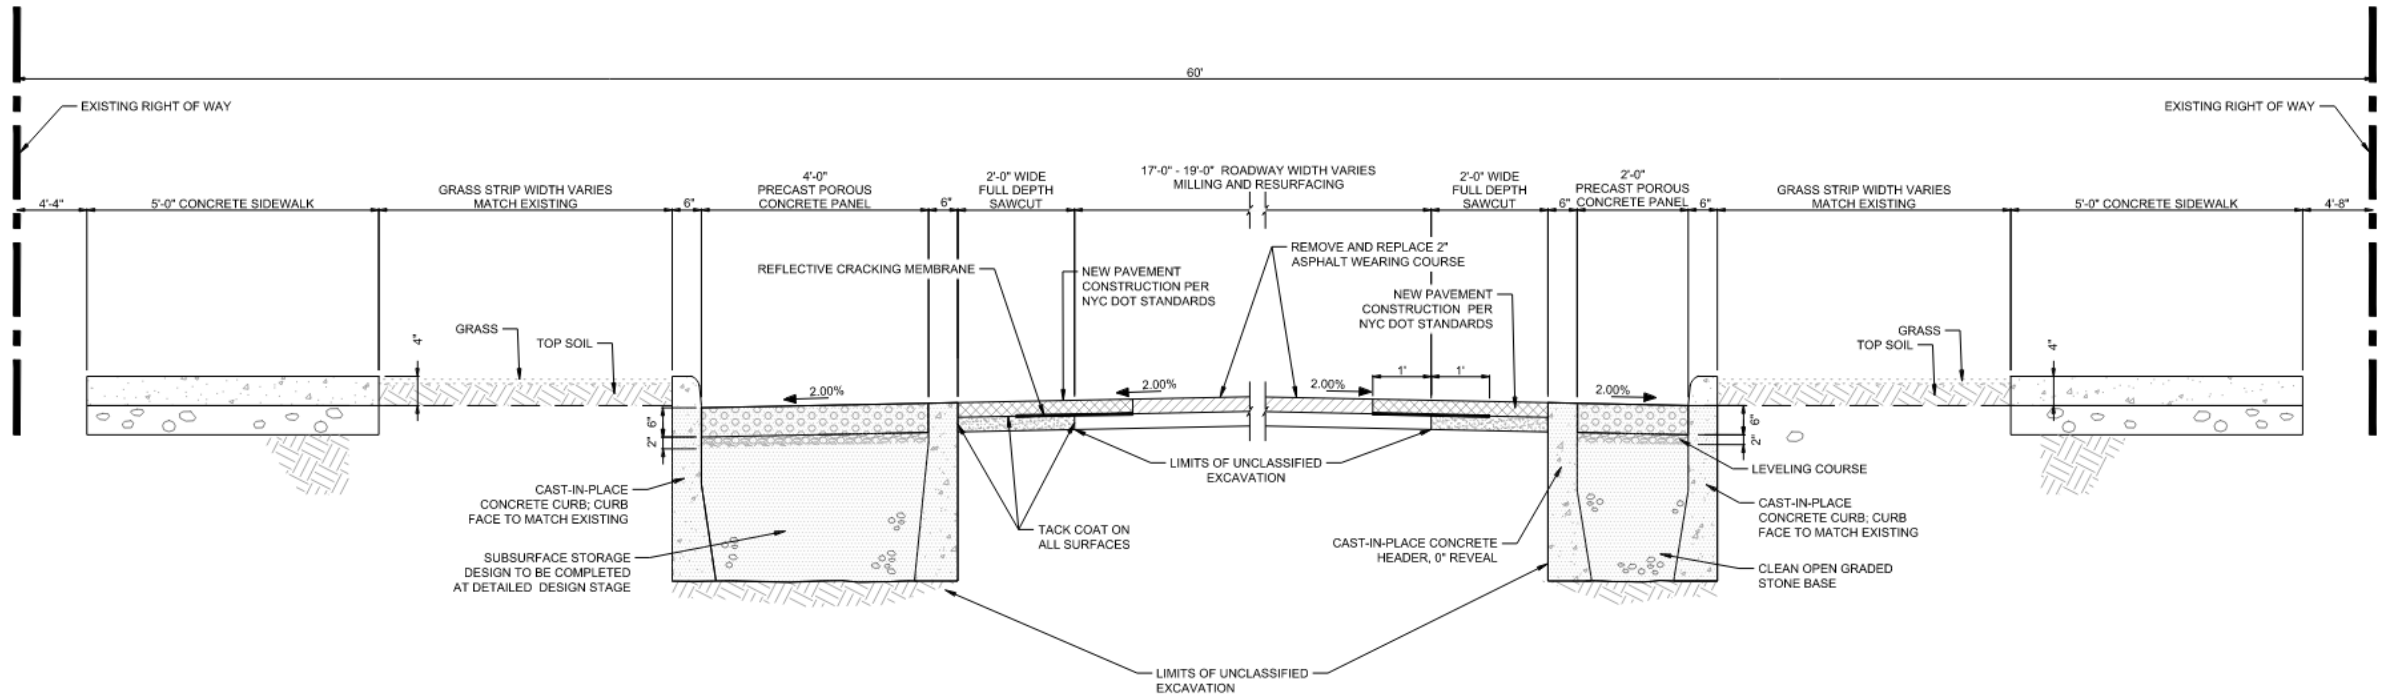 60'
EXISTING RIGHT OF WAY
EXISTING RIGHT OF WAY
4'-4"
5'-0" CONCRETE SIDEWALK
GRASS STRIP WIDTH VARIES
MATCH EXISTING
6"
4'-0"
PRECAST POROUS
CONCRETE PANEL
6"
2'-0" WIDE
FULL DEPTH
SAWCUT
17'-0" - 19'-0" ROADWAY WIDTH VARIES
MILLING AND RESURFACING
2'-0" WIDE
FULL DEPTH
SAWCUT
6"
2'-0"
PRECAST POROUS
CONCRETE PANEL
6"
GRASS STRIP WIDTH VARIES
MATCH EXISTING
5'-0" CONCRETE SIDEWALK
4'-8"
REFLECTIVE CRACKING MEMBRANE
NEW PAVEMENT
CONSTRUCTION PER
NYC DOT STANDARDS
REMOVE AND REPLACE 2"
ASPHALT WEARING COURSE
NEW PAVEMENT
CONSTRUCTION PER
NYC DOT STANDARDS
4"
GRASS
TOP SOIL
GRASS
TOP SOIL
4"
2.00%
2.00%
2.00%
1'
1'
2.00%
6"
2"
6"
2"
LIMITS OF UNCLASSIFIED
EXCAVATION
LEVELING COURSE
CAST-IN-PLACE
CONCRETE CURB; CURB
FACE TO MATCH EXISTING
TACK COAT ON
ALL SURFACES
CAST-IN-PLACE CONCRETE
HEADER, 0" REVEAL
CAST-IN-PLACE
CONCRETE CURB; CURB
FACE TO MATCH EXISTING
SUBSURFACE STORAGE
DESIGN TO BE COMPLETED
AT DETAILED DESIGN STAGE
CLEAN OPEN GRADED
STONE BASE
LIMITS OF UNCLASSIFIED
EXCAVATION